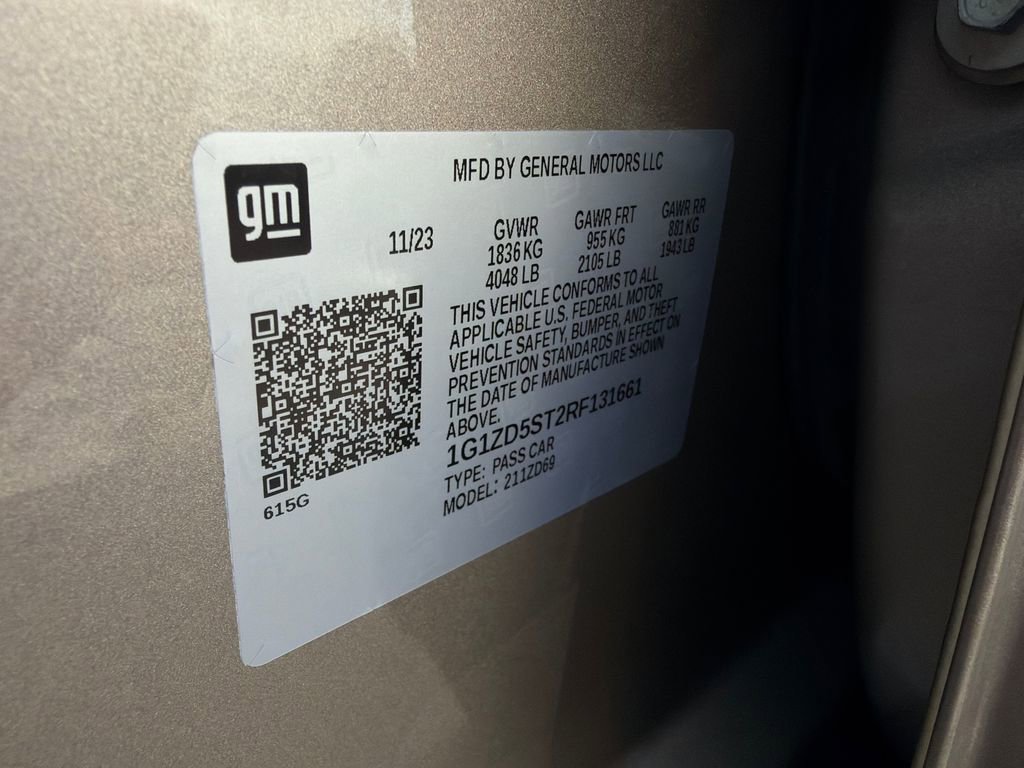 gm
MFD BY GENERAL MOTORS LLC
11/23 GVWR GAWR FRT GAWR RR
1836 KG 955 KG 881 KG
4048 LB 2105 LB 1943 LB
THIS VEHICLE CONFORMS TO ALL
APPLICABLE U.S. FEDERAL MOTOR
VEHICLE SAFETY, BUMPER, AND THEFT
PREVENTION STANDARDS IN EFFECT ON
THE DATE OF MANUFACTURE SHOWN
ABOVE.
1G1ZD5ST2RF131661
TYPE: PASS CAR
MODEL: 211ZD69
615G